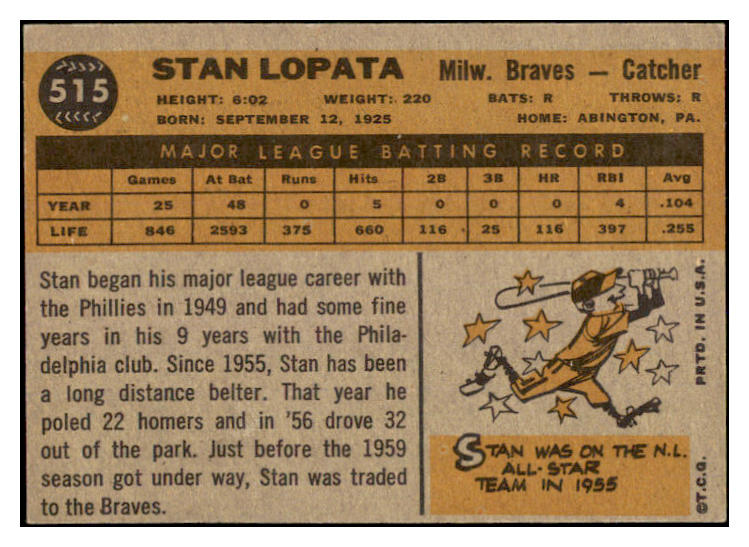 515
STAN LOPATA Milw. Braves — Catcher
HEIGHT: 6:02 WEIGHT: 220 BATS: R THROWS: R
BORN: SEPTEMBER 12, 1925 HOME: ABINGTON, PA.
MAJOR LEAGUE BATTING RECORD
Games At Bat Runs Hits 2B 3B HR RBI Avg
YEAR 25 48 0 5 0 0 0 4 .104
LIFE 846 2593 375 660 116 25 116 397 .255
Stan began his major league career with
the Phillies in 1949 and had some fine
years in his 9 years with the Phila-
delphia club. Since 1955, Stan has been
a long distance belter. That year he
poled 22 homers and in '56 drove 32
out of the park. Just before the 1959
season got under way, Stan was traded
to the Braves.
STAN WAS ON THE N.L.
ALL-STAR
TEAM IN 1955
©T.C.G. PRTD. IN U.S.A.